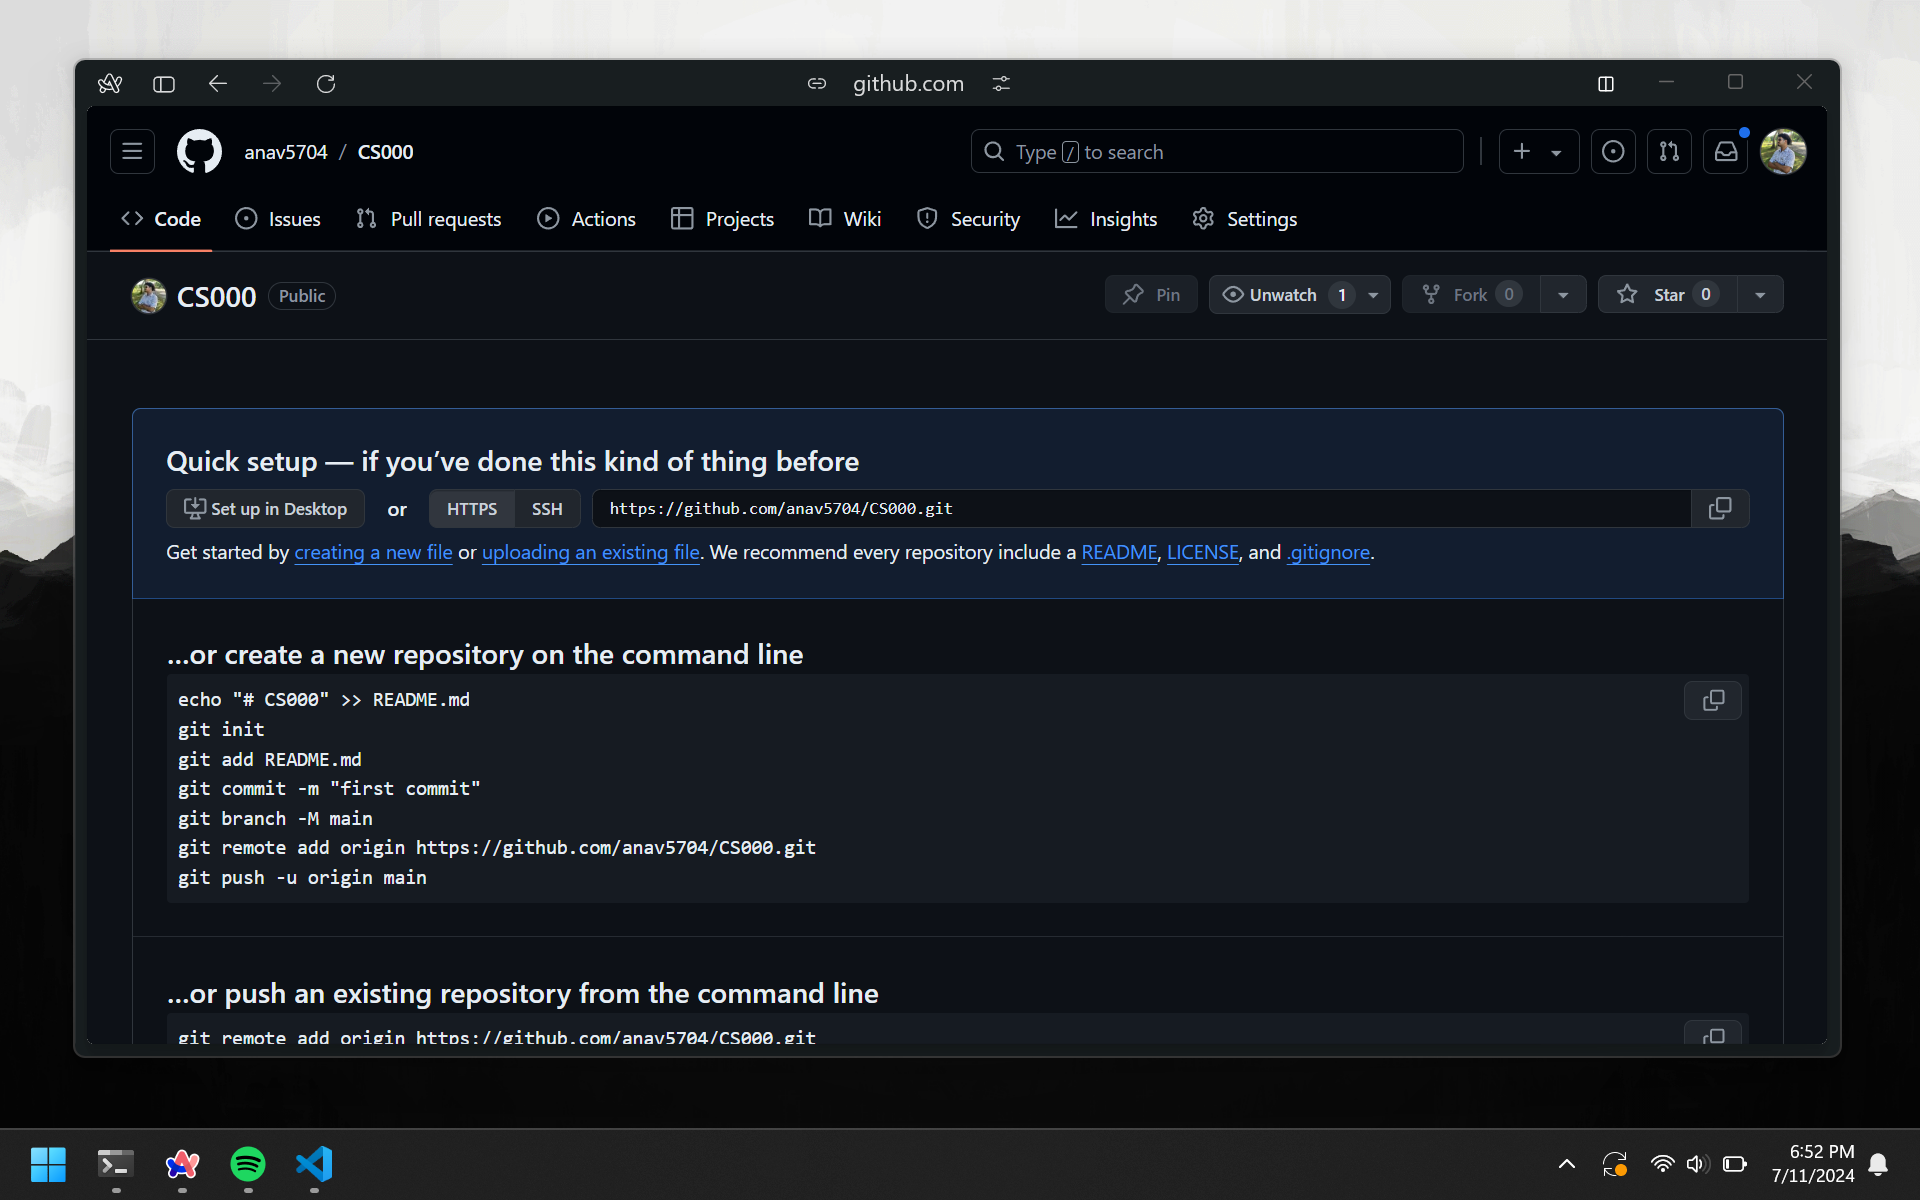 github.com
anav5704 / CS000
Type / to search
Code Issues Pull requests Actions Projects Wiki Security Insights Settings
CS000 Public
Pin Unwatch 1 Fork 0 Star 0
Quick setup — if you’ve done this kind of thing before
Set up in Desktop or HTTPS SSH https://github.com/anav5704/CS000.git
Get started by creating a new file or uploading an existing file. We recommend every repository include a README, LICENSE, and .gitignore.
…or create a new repository on the command line
echo "# CS000" >> README.md
git init
git add README.md
git commit -m "first commit"
git branch -M main
git remote add origin https://github.com/anav5704/CS000.git
git push -u origin main
…or push an existing repository from the command line
git remote add origin https://github.com/anav5704/CS000.git
6:52 PM
7/11/2024